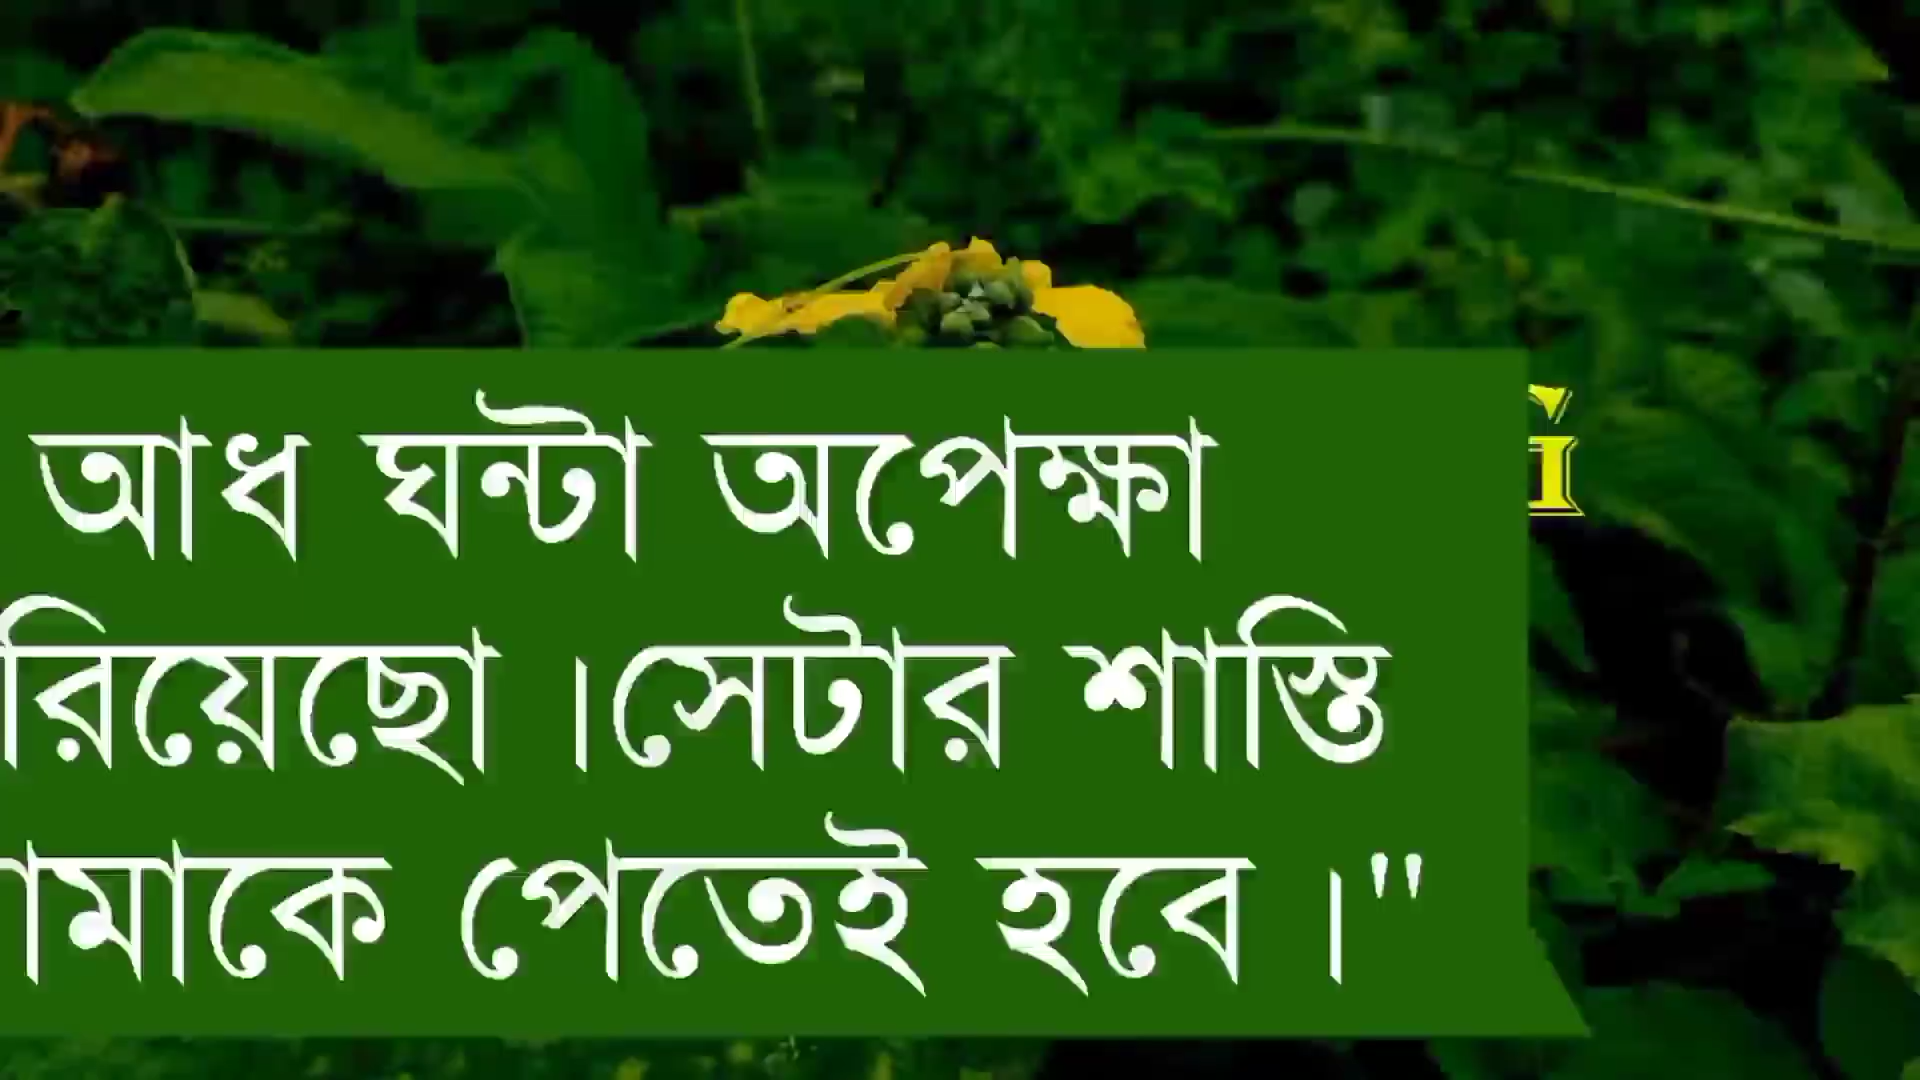 আধ ঘন্টা অপেক্ষা
রিয়েছো ।সেটার শাস্তি
মাকে পেতেই হবে ।"